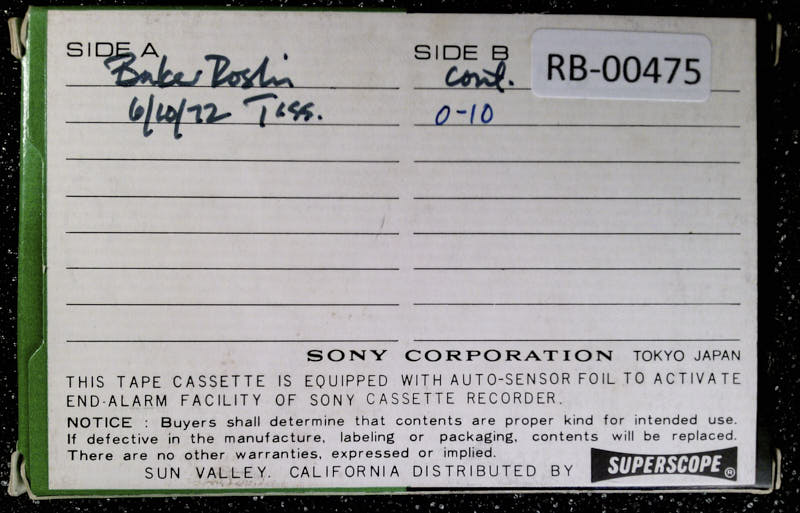 SIDE A
Baker Roshi
6/10/72 Tass.
SIDE B
cont.
0-10
RB-00475
SONY CORPORATION TOKYO JAPAN
THIS TAPE CASSETTE IS EQUIPPED WITH AUTO-SENSOR FOIL TO ACTIVATE
END-ALARM FACILITY OF SONY CASSETTE RECORDER.
NOTICE : Buyers shall determine that contents are proper kind for intended use.
If defective in the manufacture, labeling or packaging, contents will be replaced.
There are no other warranties, expressed or implied.
SUN VALLEY. CALIFORNIA DISTRIBUTED BY SUPERSCOPE®